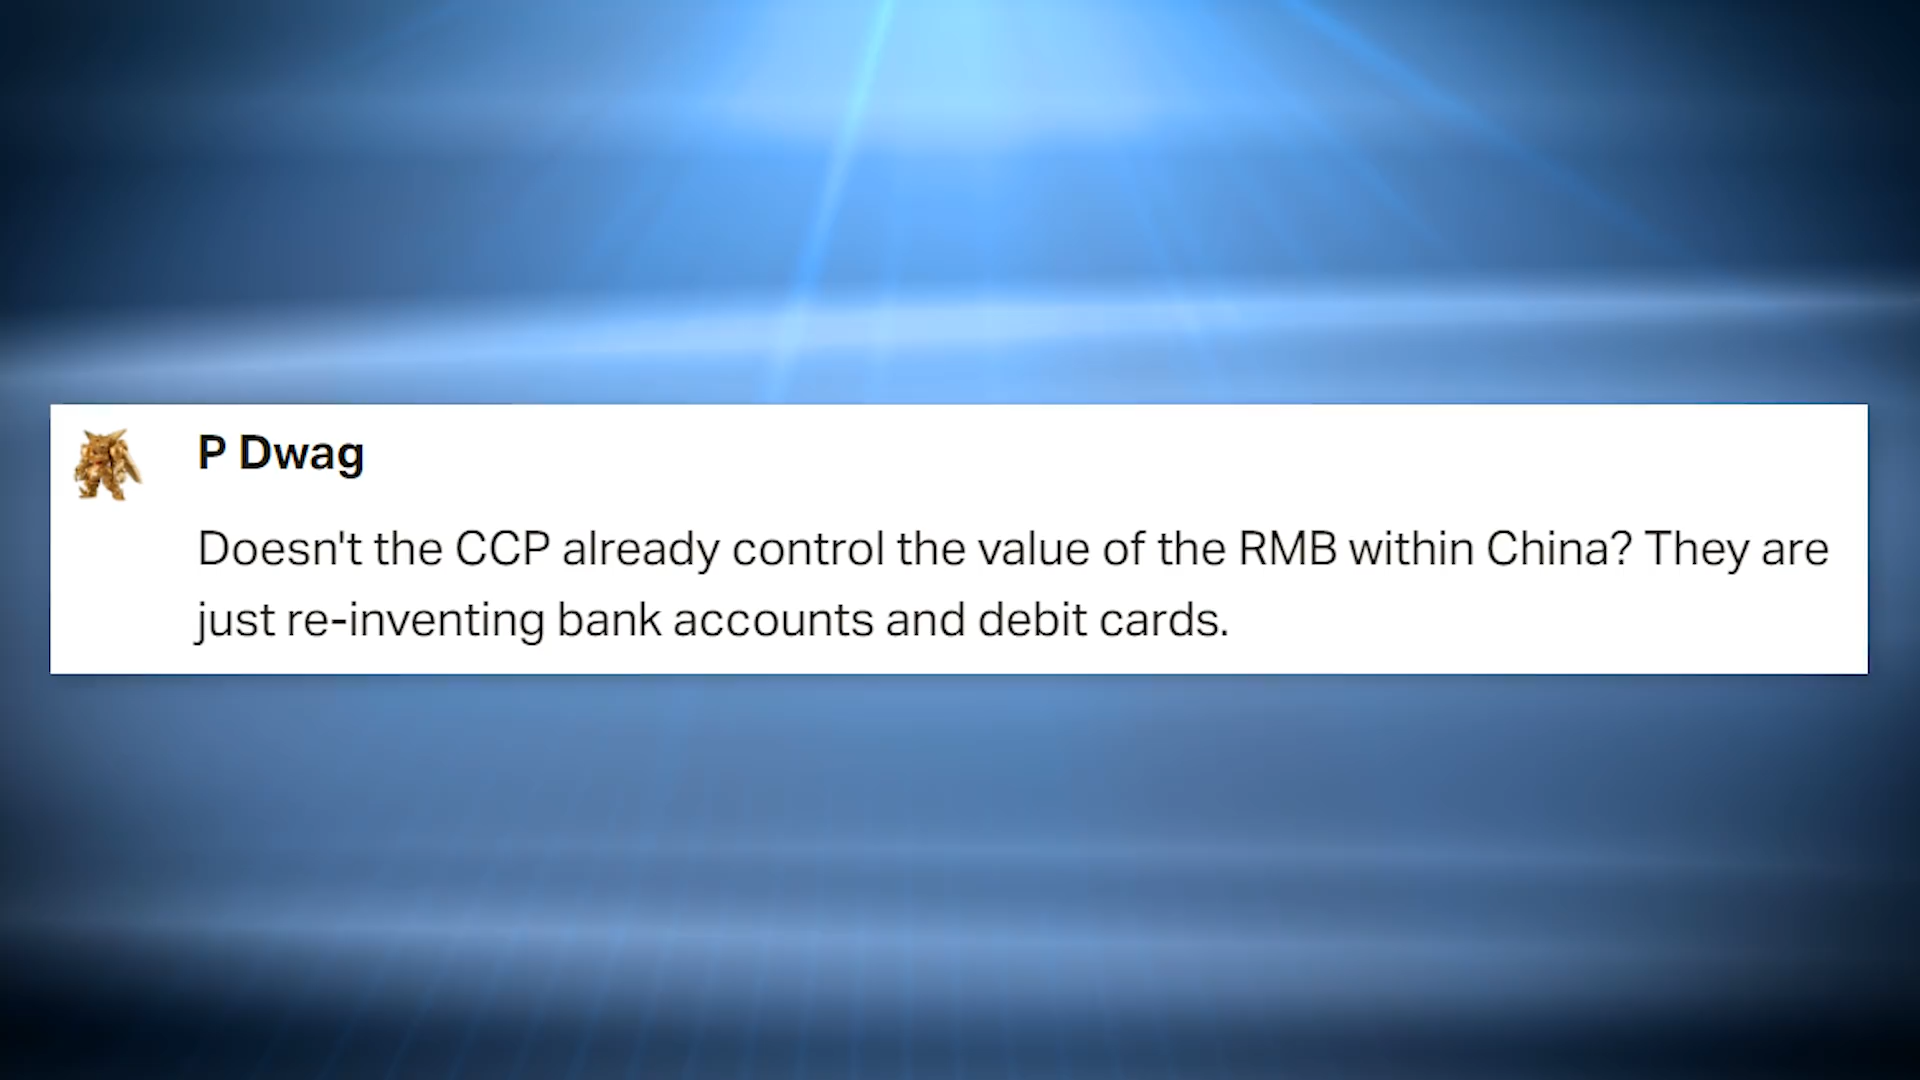 P Dwag
Doesn't the CCP already control the value of the RMB within China? They are
just re-inventing bank accounts and debit cards.